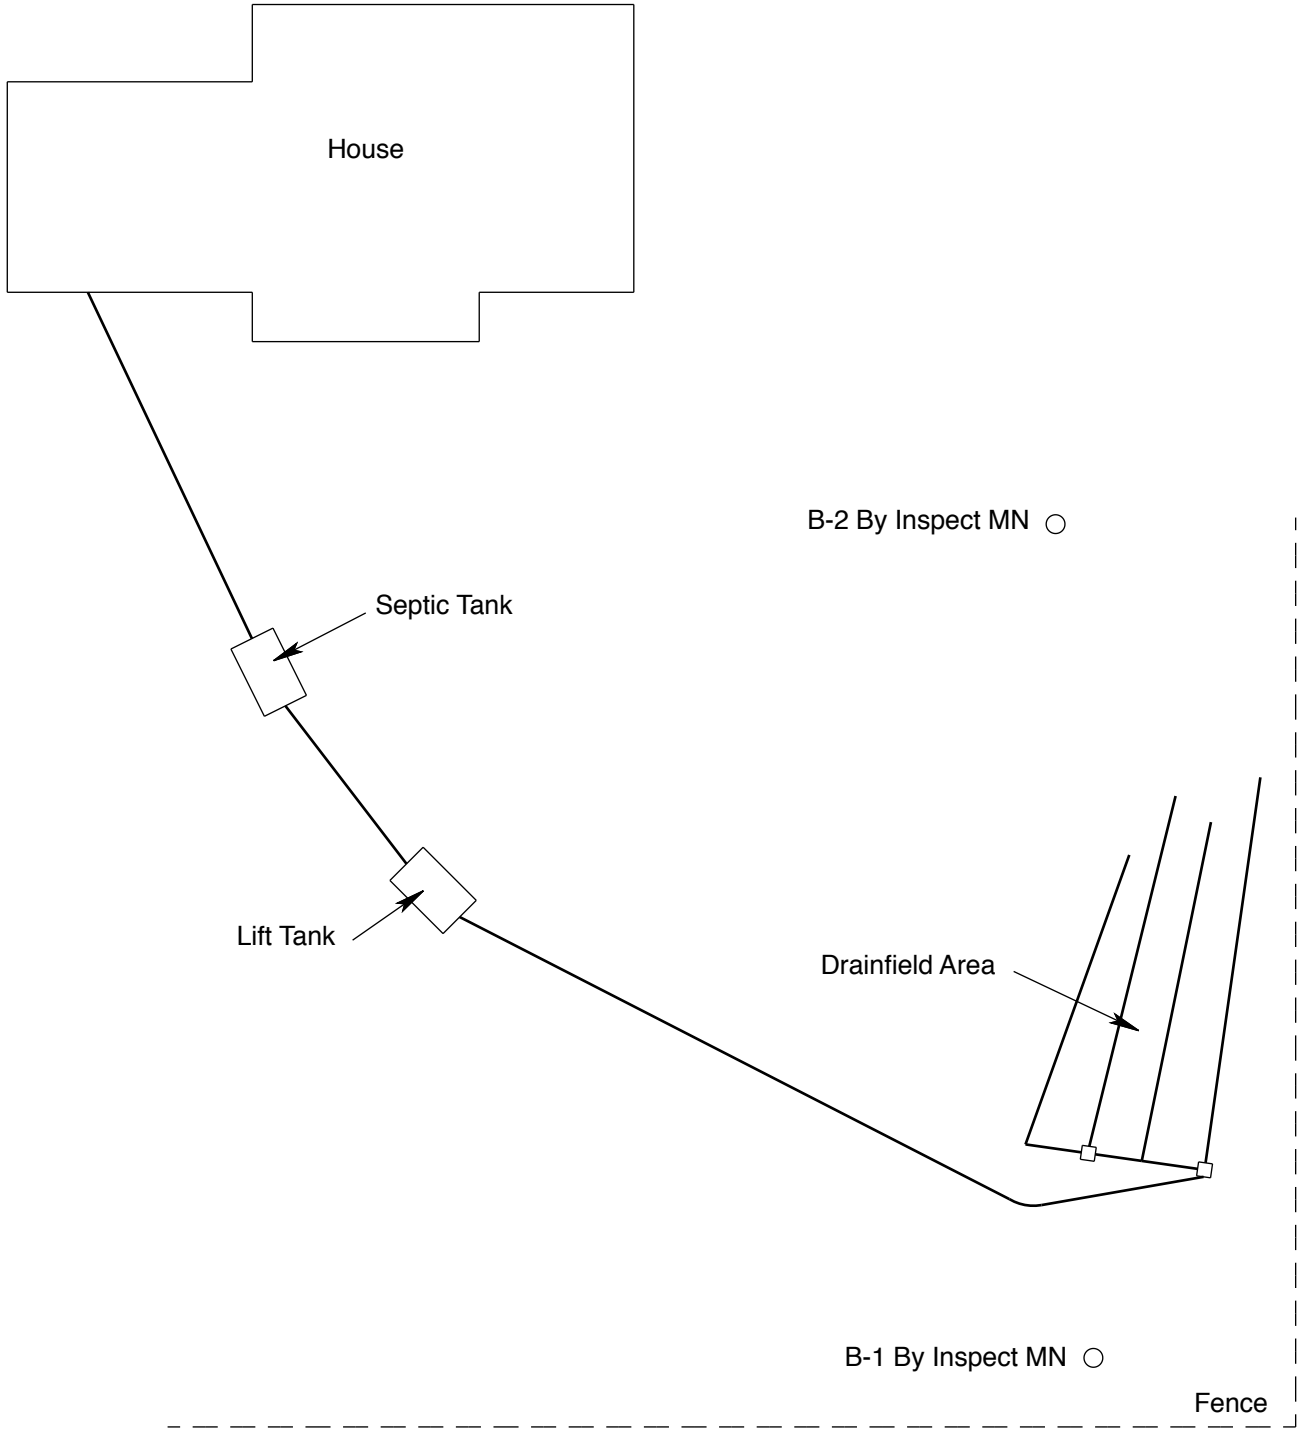 House
B-2 By Inspect MN
Septic Tank
Lift Tank
Drainfield Area
B-1 By Inspect MN
Fence